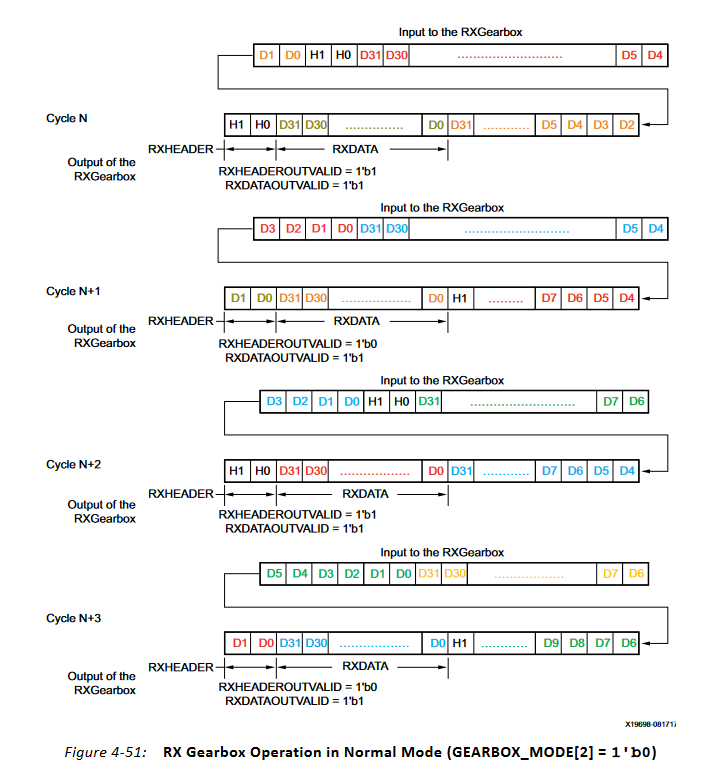 Input to the RXGearbox
D1 D0 H1 H0 D31 D30 ............................ D5 D4
Cycle N
H1 H0 D31 D30 ............... D0 D31 ............. D5 D4 D3 D2
RXHEADER RXDATA
Output of the
RXGearbox
RXHEADEROUTVALID = 1'b1
RXDATAOUTVALID = 1'b1
Input to the RXGearbox
D3 D2 D1 D0 D31 D30 ............................ D5 D4
Cycle N+1
D1 D0 D31 D30 ................. D0 H1 ......... D7 D6 D5 D4
RXHEADER RXDATA
Output of the
RXGearbox
RXHEADEROUTVALID = 1'b0
RXDATAOUTVALID = 1'b1
Input to the RXGearbox
D3 D2 D1 D0 H1 H0 D31 ........................... D7 D6
Cycle N+2
H1 H0 D31 D30 ................. D0 D31 ............ D7 D6 D5 D4
RXHEADER RXDATA
Output of the
RXGearbox
RXHEADEROUTVALID = 1'b1
RXDATAOUTVALID = 1'b1
Input to the RXGearbox
D5 D4 D3 D2 D1 D0 D31 D30 ......................... D7 D6
Cycle N+3
D1 D0 D31 D30 ................. D0 H1 ............ D9 D8 D7 D6
RXHEADER RXDATA
Output of the
RXGearbox
RXHEADEROUTVALID = 1'b0
RXDATAOUTVALID = 1'b1
X19698-081717
Figure 4-51: RX Gearbox Operation in Normal Mode (GEARBOX_MODE[2] = 1'b0)